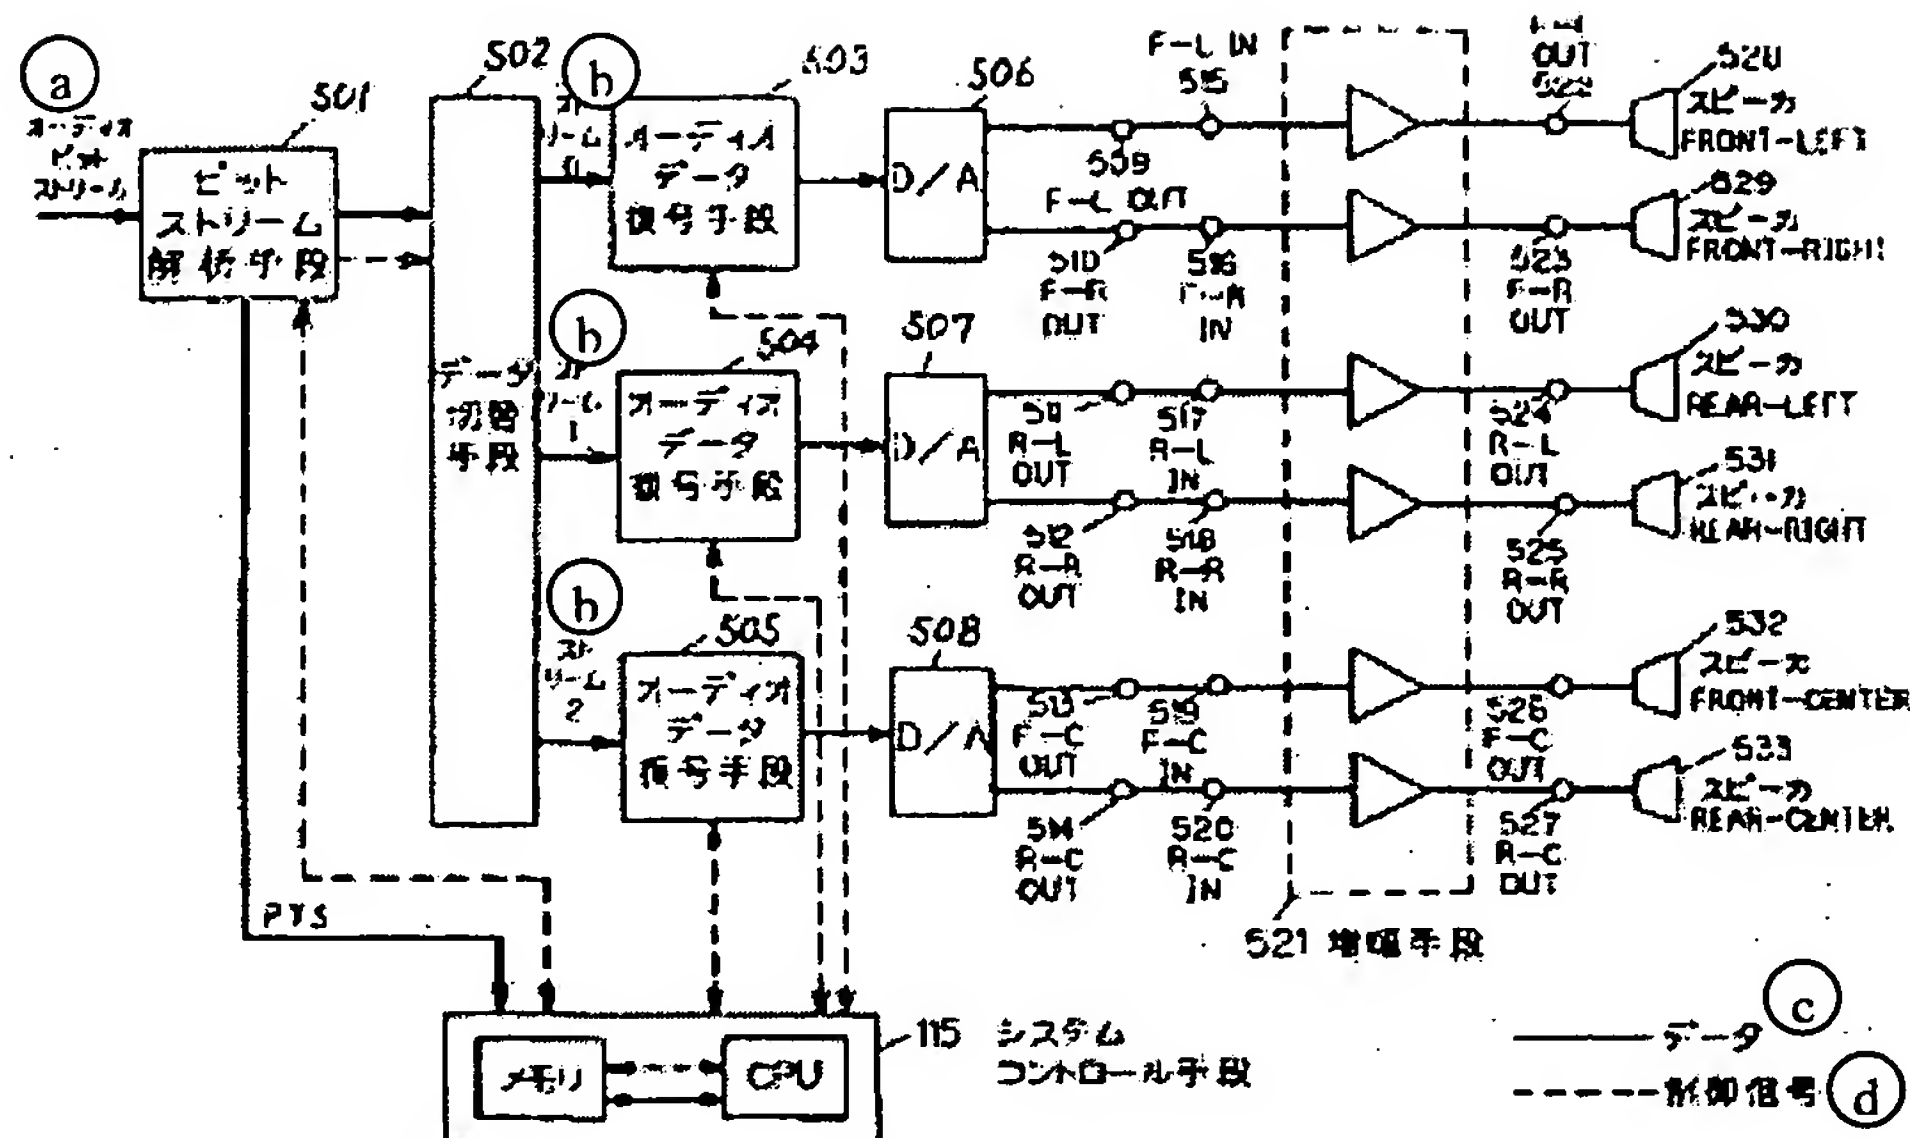 a
オーディオ
ビット
ストリーム
501
ビット
ストリーム
解析手段
502
データ
切替
手段
b
スト
リーム
0
503
オーディオ
データ
復号手段
b
スト
リーム
1
504
オーディオ
データ
復号手段
b
スト
リーム
2
505
オーディオ
データ
復号手段
506
D/A
507
D/A
508
D/A
F-L IN
515
509
F-L OUT
510
F-R
OUT
516
F-R
IN
511
R-L
OUT
517
R-L
IN
512
R-R
OUT
518
R-R
IN
513
F-C
OUT
519
F-C
IN
514
R-C
OUT
520
R-C
IN
521 増幅手段
OUT
522
523
F-R
OUT
524
R-L
OUT
525
R-R
OUT
526
F-C
OUT
527
R-C
OUT
スピーカ
FRONT-LEFT
529
スピーカ
FRONT-RIGHT
530
スピーカ
REAR-LEFT
531
スピーカ
REAR-RIGHT
532
スピーカ
FRONT-CENTER
533
スピーカ
REAR-CENTER
PTS
メモリ
CPU
115 システム
コントロール手段
データ
c
制御信号
d